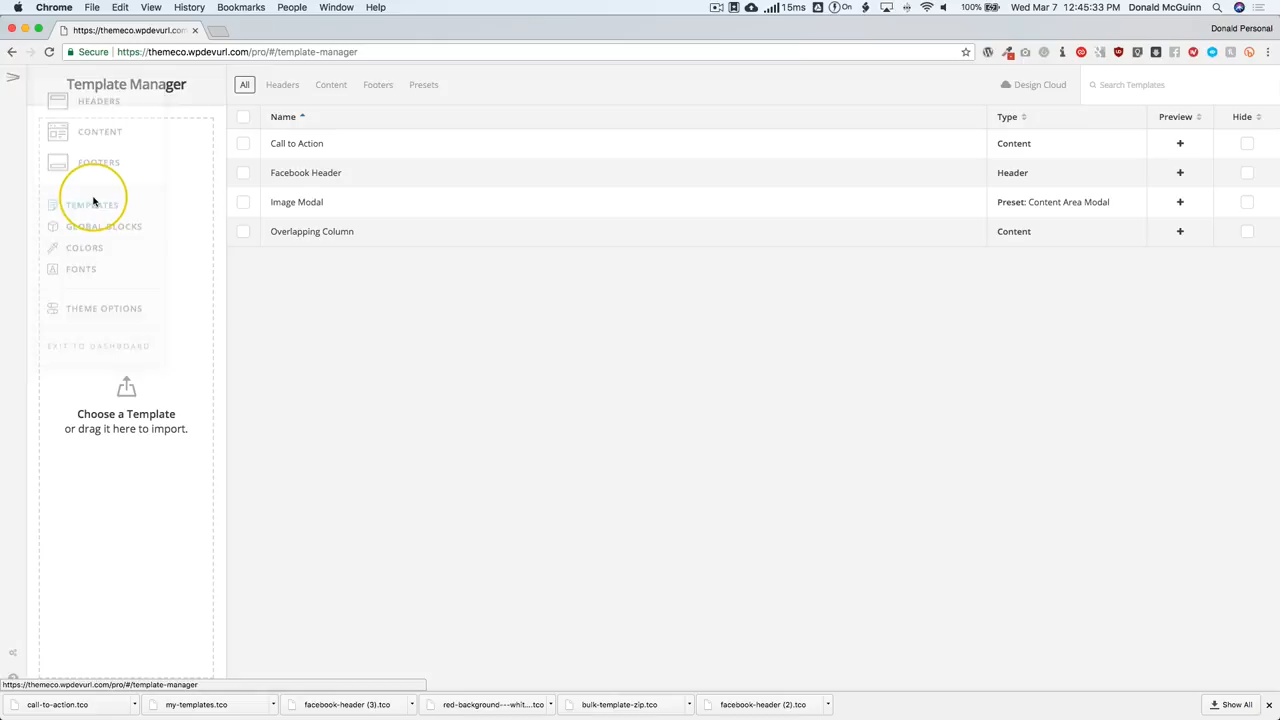 Chrome File Edit View History Bookmarks People Window Help
15ms On 100% Wed Mar 7 12:45:33 PM Donald McGuinn
https://themeco.wpdevurl.com/
Donald Personal
Secure https://themeco.wpdevurl.com/pro/#/template-manager
Template Manager
All Headers Content Footers Presets
Design Cloud
Search Templates
HEADERS
CONTENT
FOOTERS
TEMPLATES
GLOBAL BLOCKS
COLORS
FONTS
THEME OPTIONS
EXIT TO DASHBOARD
Choose a Template
or drag it here to import.
Name Type Preview Hide
Call to Action Content +
Facebook Header Header +
Image Modal Preset: Content Area Modal +
Overlapping Column Content +
https://themeco.wpdevurl.com/pro/#/template-manager
call-to-action.tco my-templates.tco facebook-header (3).tco red-background---whit....tco bulk-template-zip.tco facebook-header (2).tco Show All